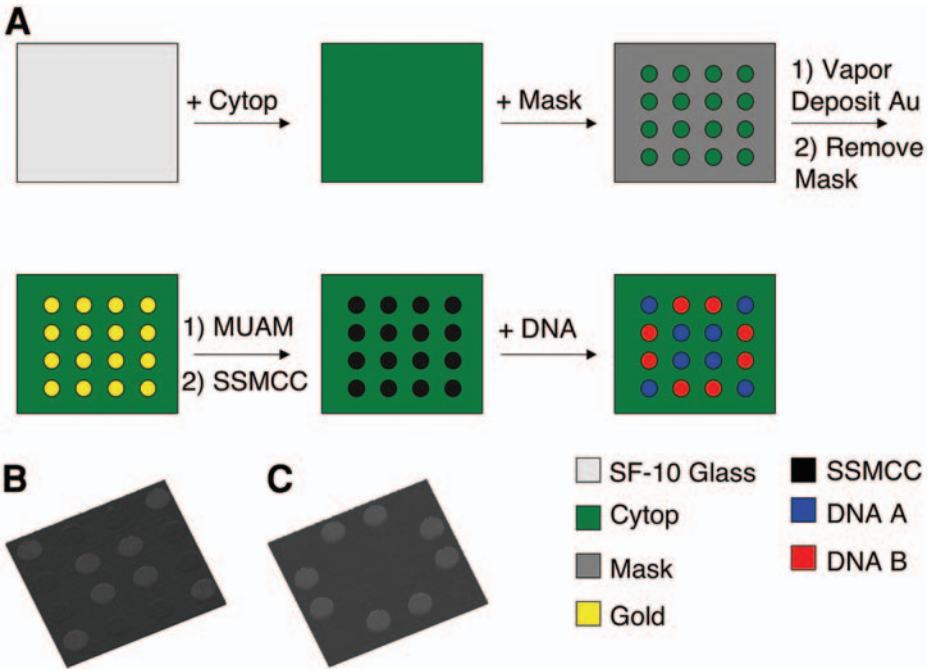 A
+ Cytop
+ Mask
1) Vapor
Deposit Au
2) Remove
Mask
1) MUAM
2) SSMCC
+ DNA
B
C
SF-10 Glass
Cytop
Mask
Gold
SSMCC
DNA A
DNA B